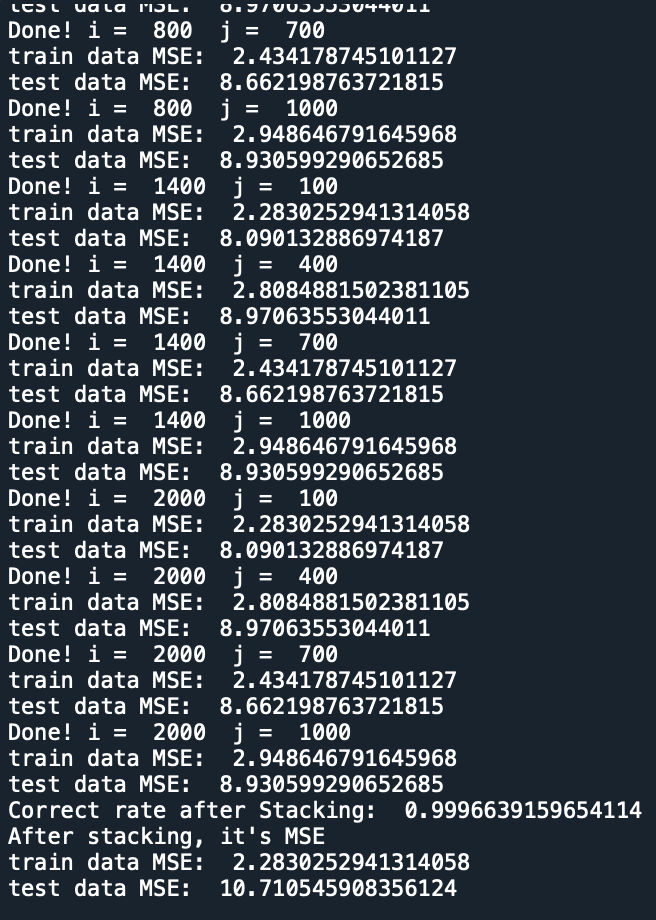 test data MSE:  8.97063553044011
Done! i =  800  j =  700
train data MSE:  2.434178745101127
test data MSE:  8.662198763721815
Done! i =  800  j =  1000
train data MSE:  2.948646791645968
test data MSE:  8.930599290652685
Done! i =  1400  j =  100
train data MSE:  2.2830252941314058
test data MSE:  8.090132886974187
Done! i =  1400  j =  400
train data MSE:  2.8084881502381105
test data MSE:  8.97063553044011
Done! i =  1400  j =  700
train data MSE:  2.434178745101127
test data MSE:  8.662198763721815
Done! i =  1400  j =  1000
train data MSE:  2.948646791645968
test data MSE:  8.930599290652685
Done! i =  2000  j =  100
train data MSE:  2.2830252941314058
test data MSE:  8.090132886974187
Done! i =  2000  j =  400
train data MSE:  2.8084881502381105
test data MSE:  8.97063553044011
Done! i =  2000  j =  700
train data MSE:  2.434178745101127
test data MSE:  8.662198763721815
Done! i =  2000  j =  1000
train data MSE:  2.948646791645968
test data MSE:  8.930599290652685
Correct rate after Stacking:  0.9996639159654114
After stacking, it's MSE
train data MSE:  2.2830252941314058
test data MSE:  10.710545908356124